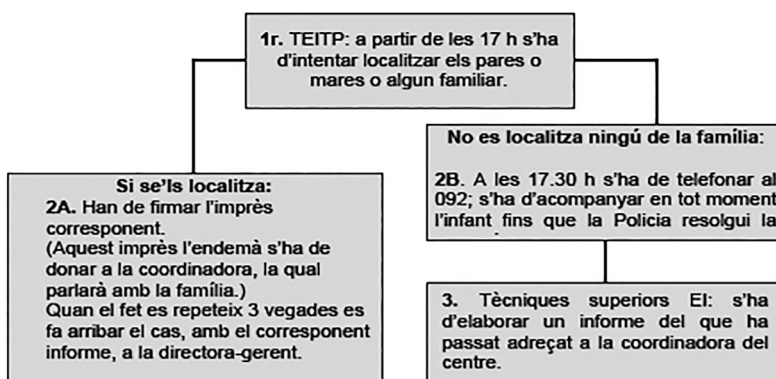 1r. TEITP: a partir de les 17 h s'ha
d'intentar localitzar els pares o
mares o algun familiar.
No es localitza ningú de la família:
2B. A les 17.30 h s'ha de telefonar al
092; s'ha d'acompanyar en tot moment
l'infant fins que la Policia resolgui la
Si se'ls localitza:
2A. Han de firmar l'imprès
corresponent.
(Aquest imprès l'endemà s'ha de
donar a la coordinadora, la qual
parlarà amb la família.)
Quan el fet es repeteix 3 vegades es
fa arribar el cas, amb el corresponent
informe, a la directora-gerent.
3. Tècniques superiors EI: s'ha
d'elaborar un informe del que ha
passat adreçat a la coordinadora del
centre.